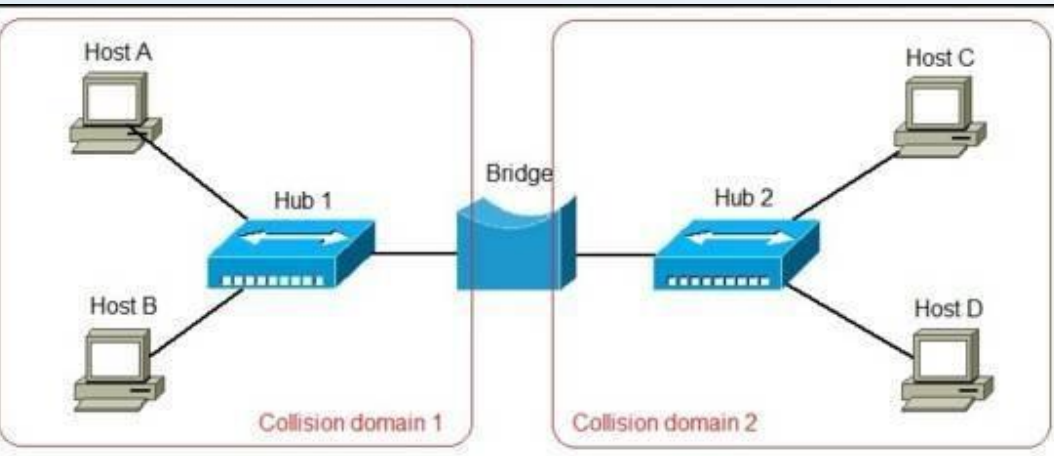 Host A
Host C
Bridge
Hub 1
Hub 2
Host B
Host D
Collision domain 1
Collision domain 2